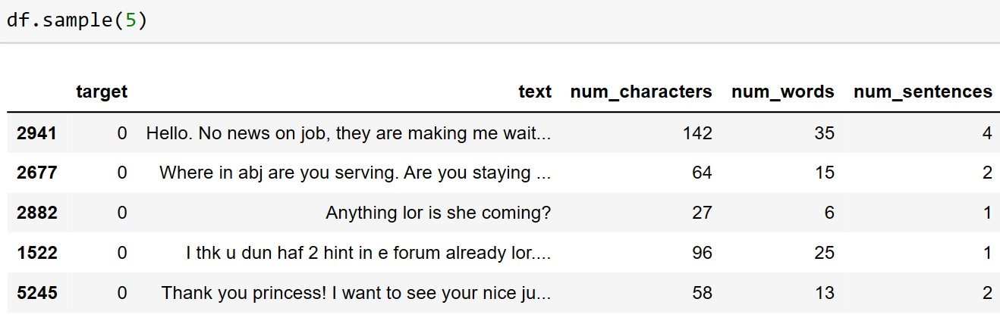 df.sample(5)
target text num_characters num_words num_sentences
2941 0 Hello. No news on job, they are making me wait... 142 35 4
2677 0 Where in abj are you serving. Are you staying ... 64 15 2
2882 0 Anything lor is she coming? 27 6 1
1522 0 I thk u dun haf 2 hint in e forum already lor.... 96 25 1
5245 0 Thank you princess! I want to see your nice ju... 58 13 2